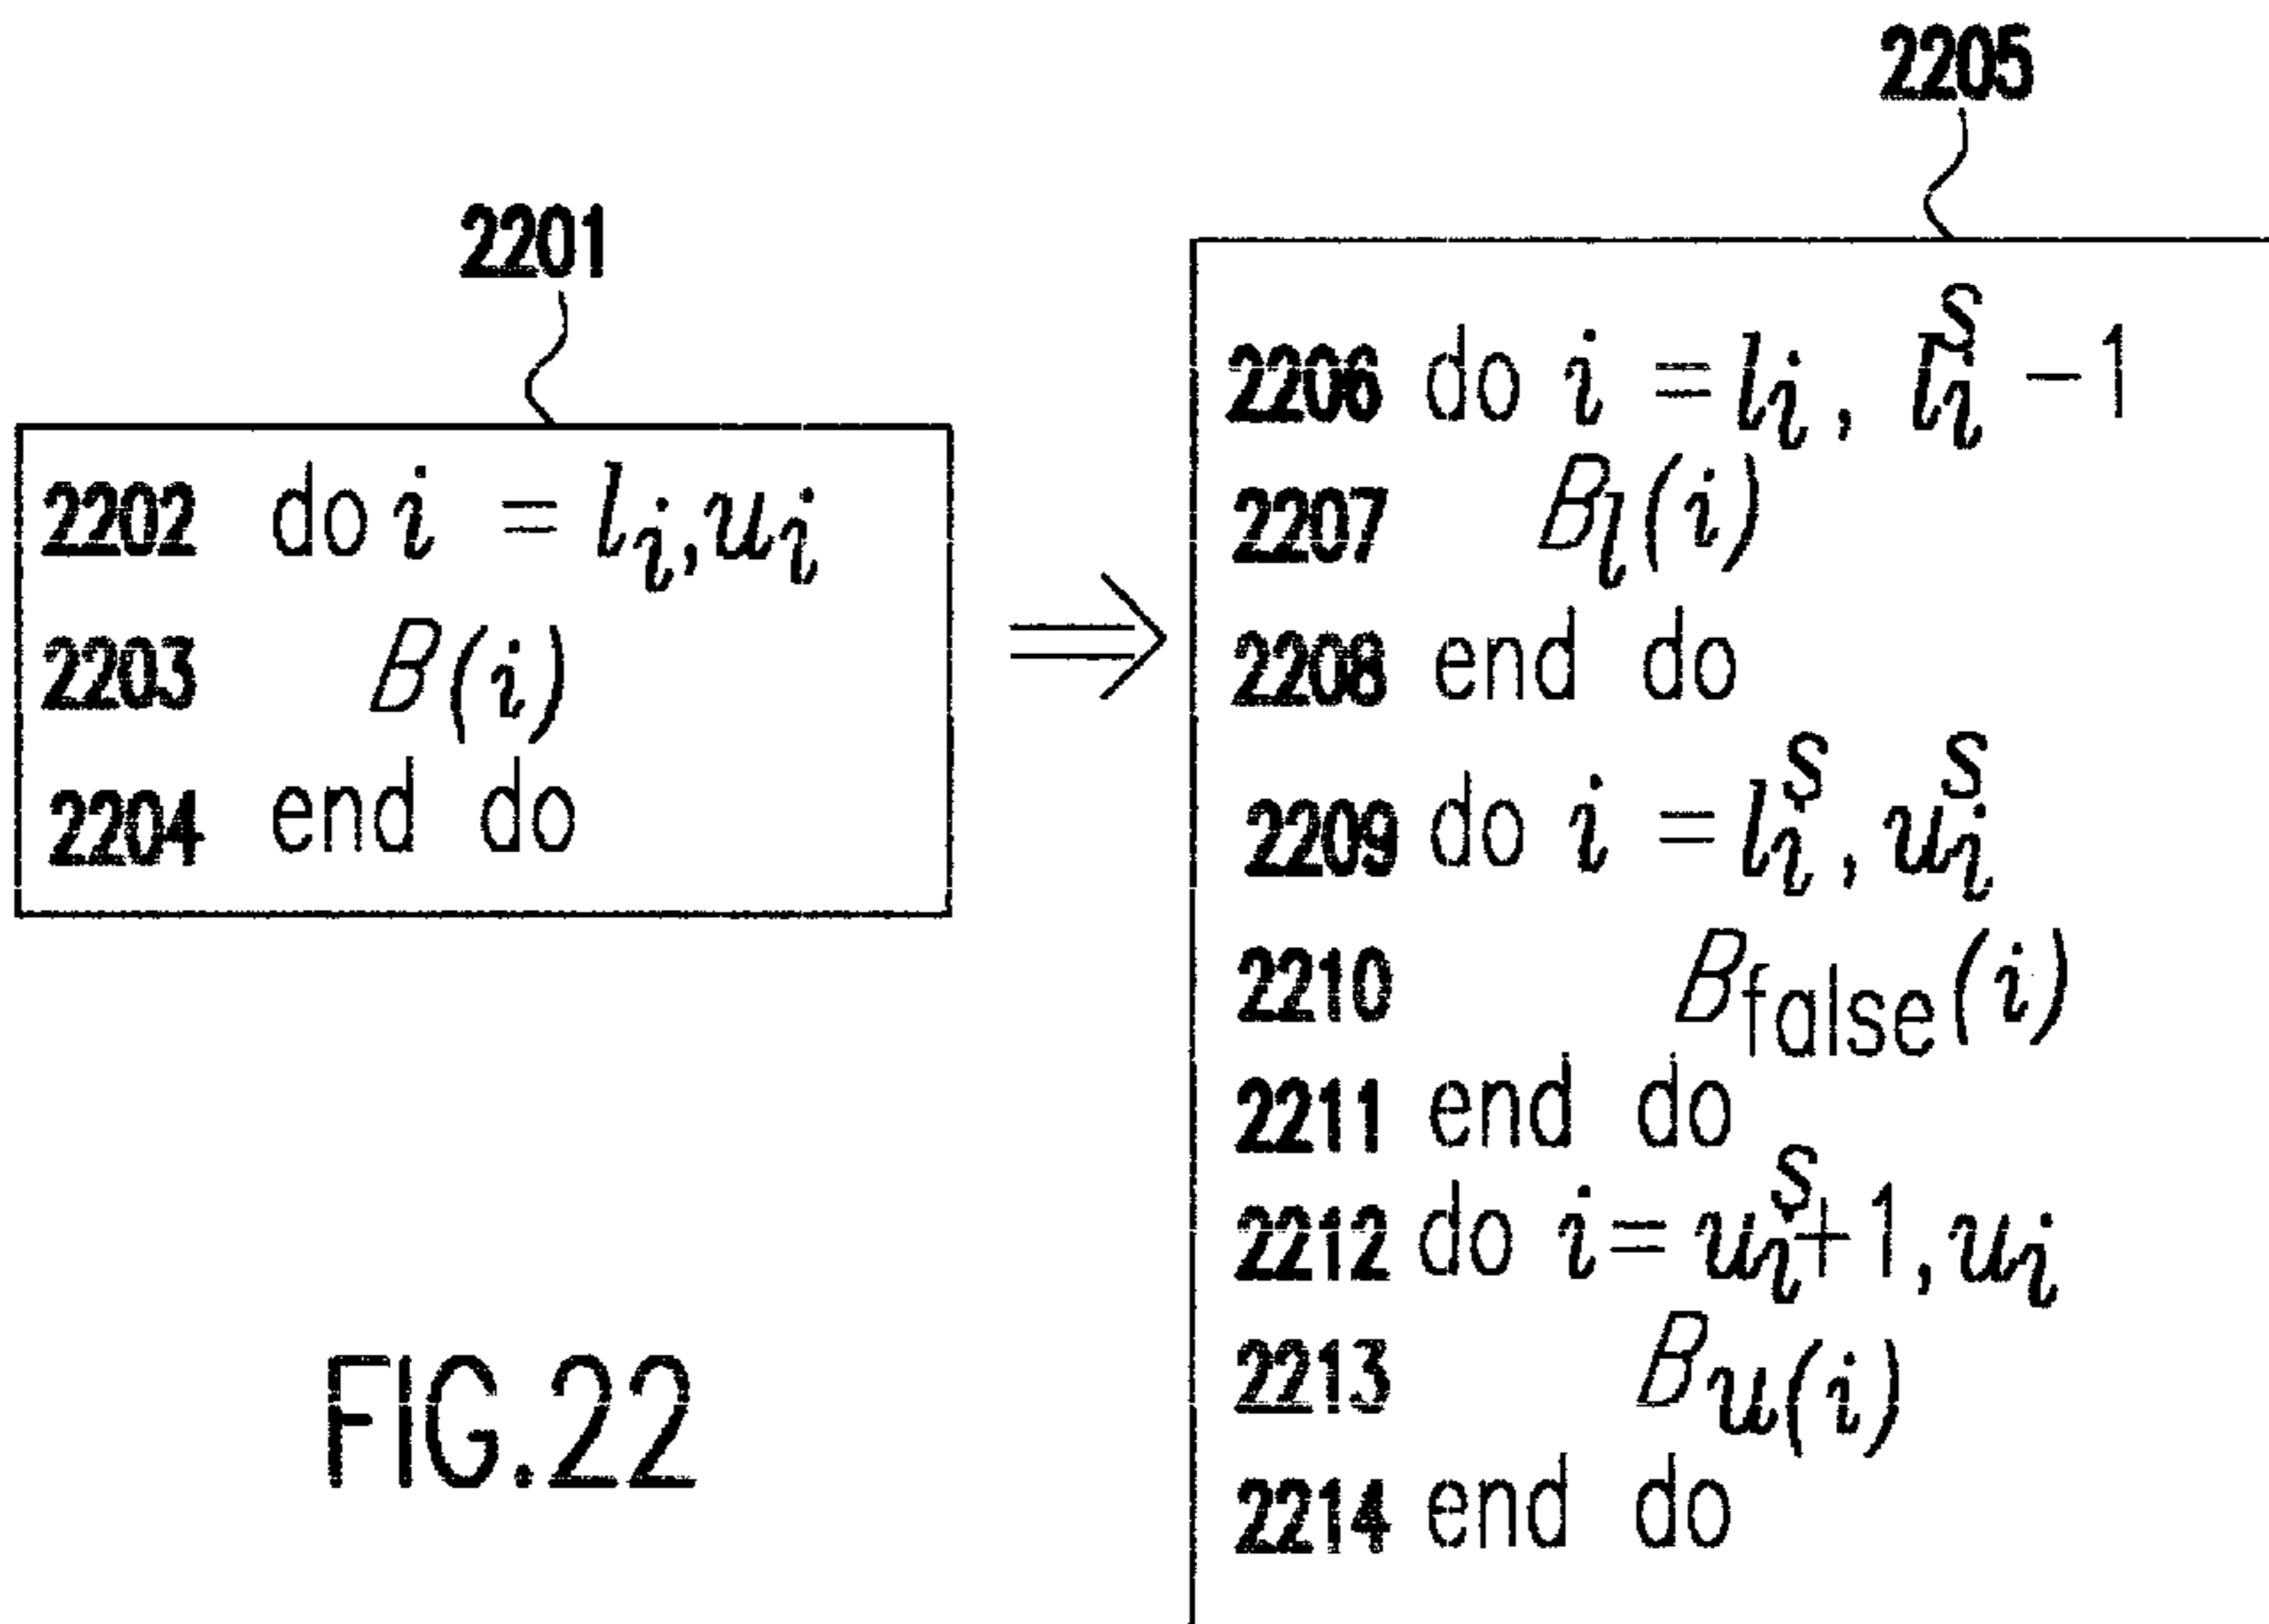 2201
2202 do i = l_i, u_i
2203 B(i)
2204 end do
2205
2206 do i = l_i, l_i^s - 1
2207 B_l(i)
2208 end do
2209 do i = l_i^s, u_i^s
2210 B_false(i)
2211 end do
2212 do i = u_i^s + 1, u_i
2213 B_u(i)
2214 end do
FIG.22